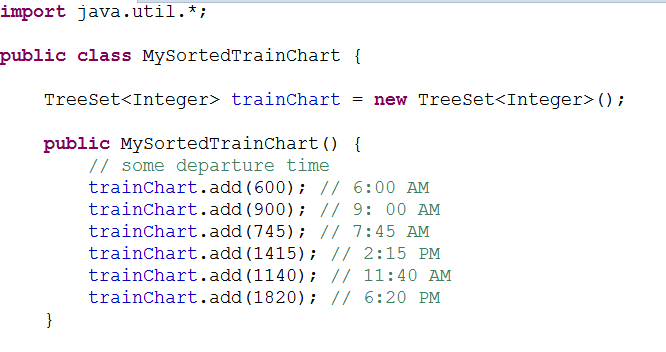 import java.util.*;
public class MySortedTrainChart {
TreeSet<Integer> trainChart = new TreeSet<Integer>();
public MySortedTrainChart() {
// some departure time
trainChart.add(600); // 6:00 AM
trainChart.add(900); // 9: 00 AM
trainChart.add(745); // 7:45 AM
trainChart.add(1415); // 2:15 PM
trainChart.add(1140); // 11:40 AM
trainChart.add(1820); // 6:20 PM
}